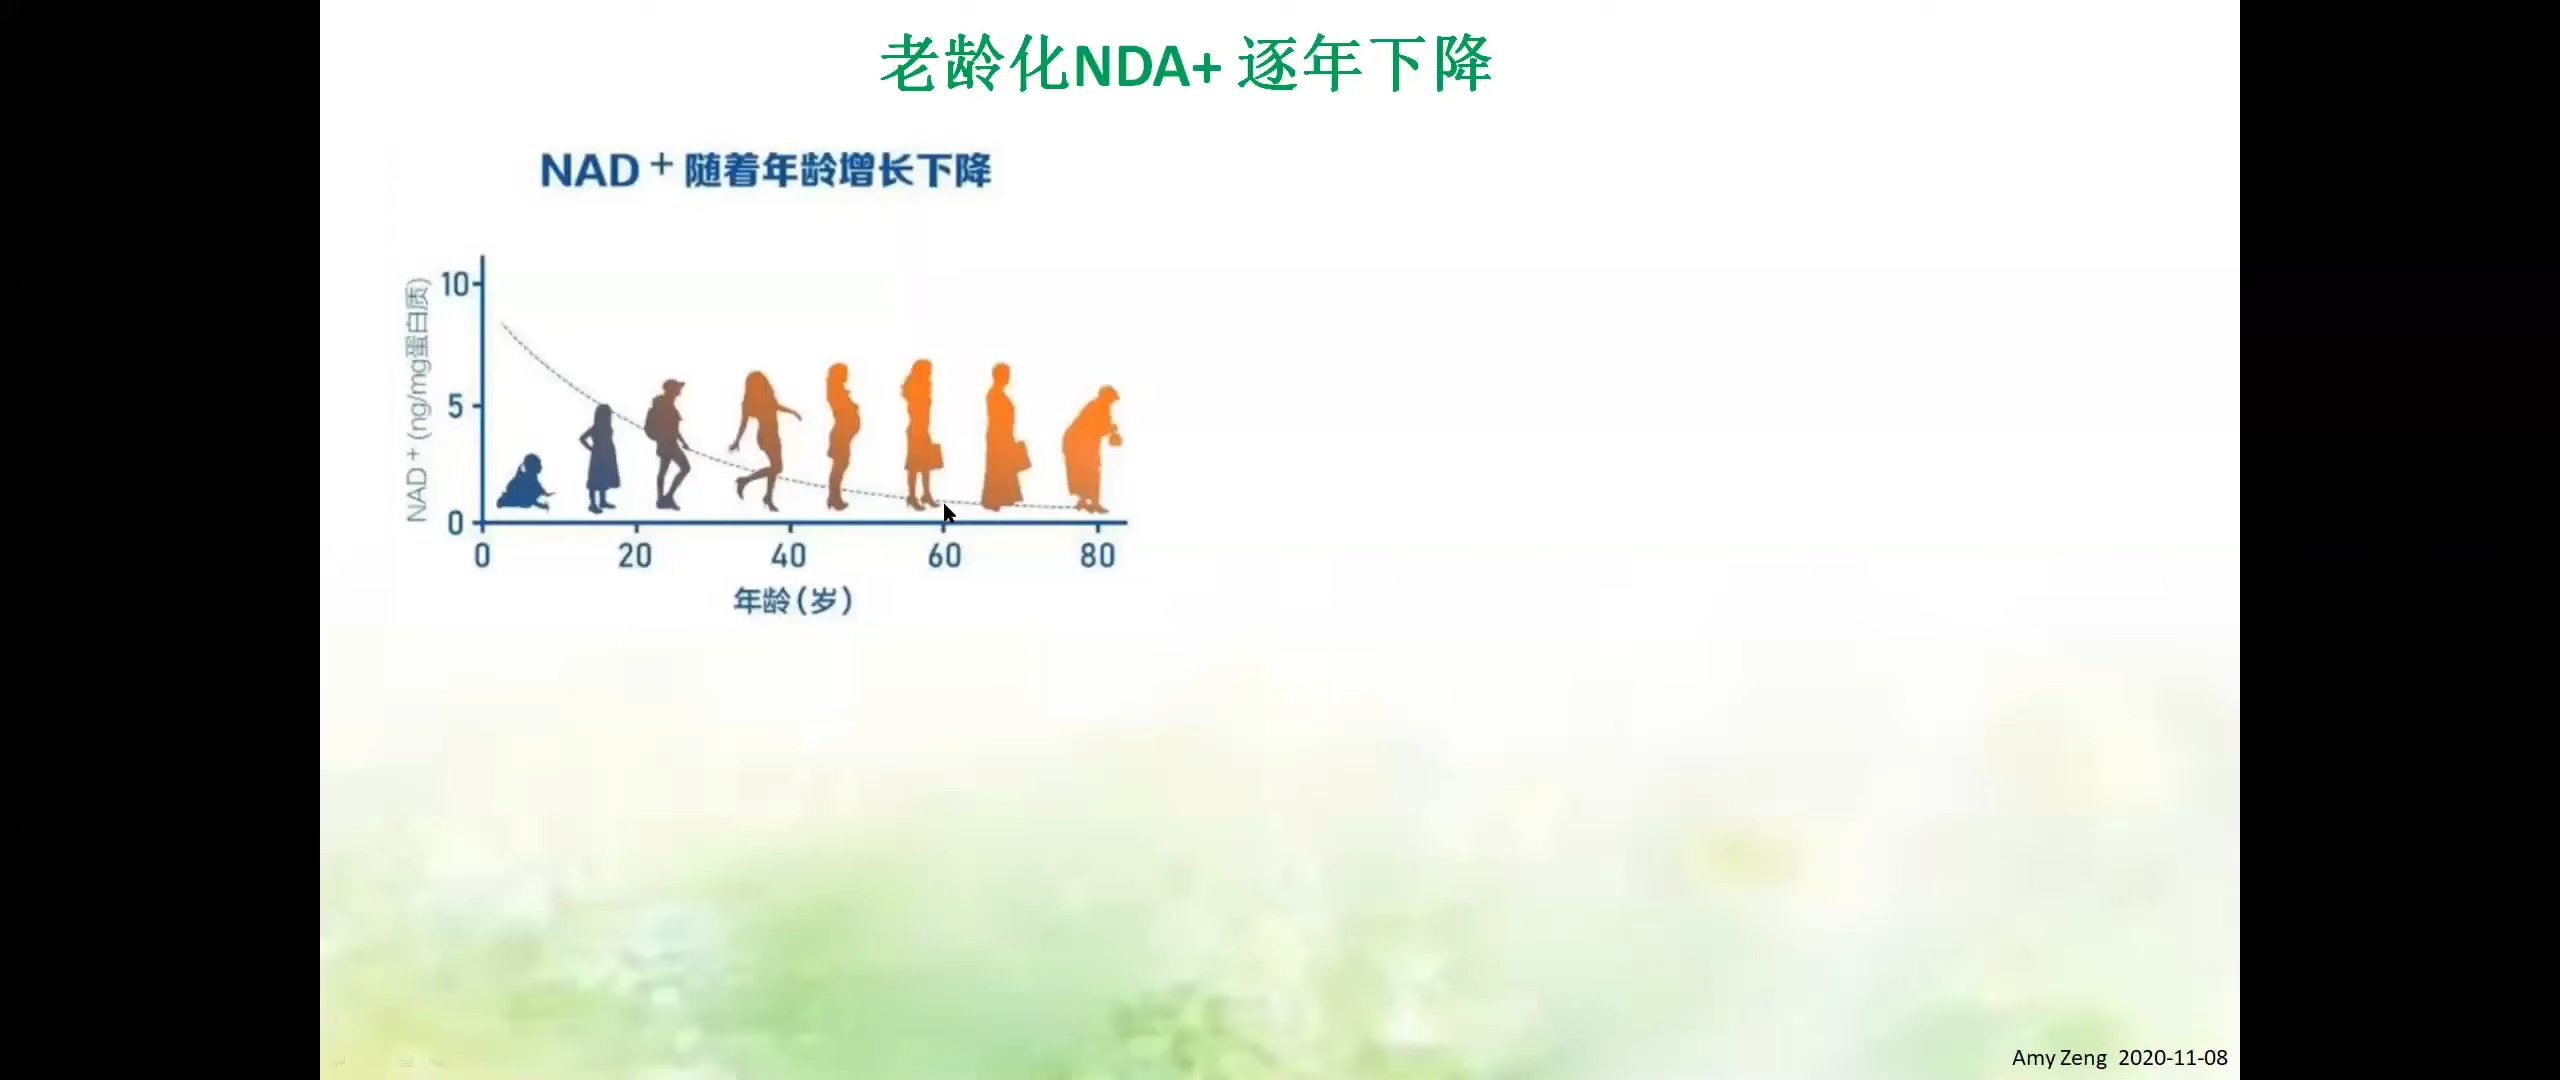 老龄化NDA+ 逐年下降
NAD + 随着年龄增长下降
NAD + (ng/mg蛋白质)
10
5
0
0 20 40 60 80
年龄(岁)
Amy Zeng 2020-11-08